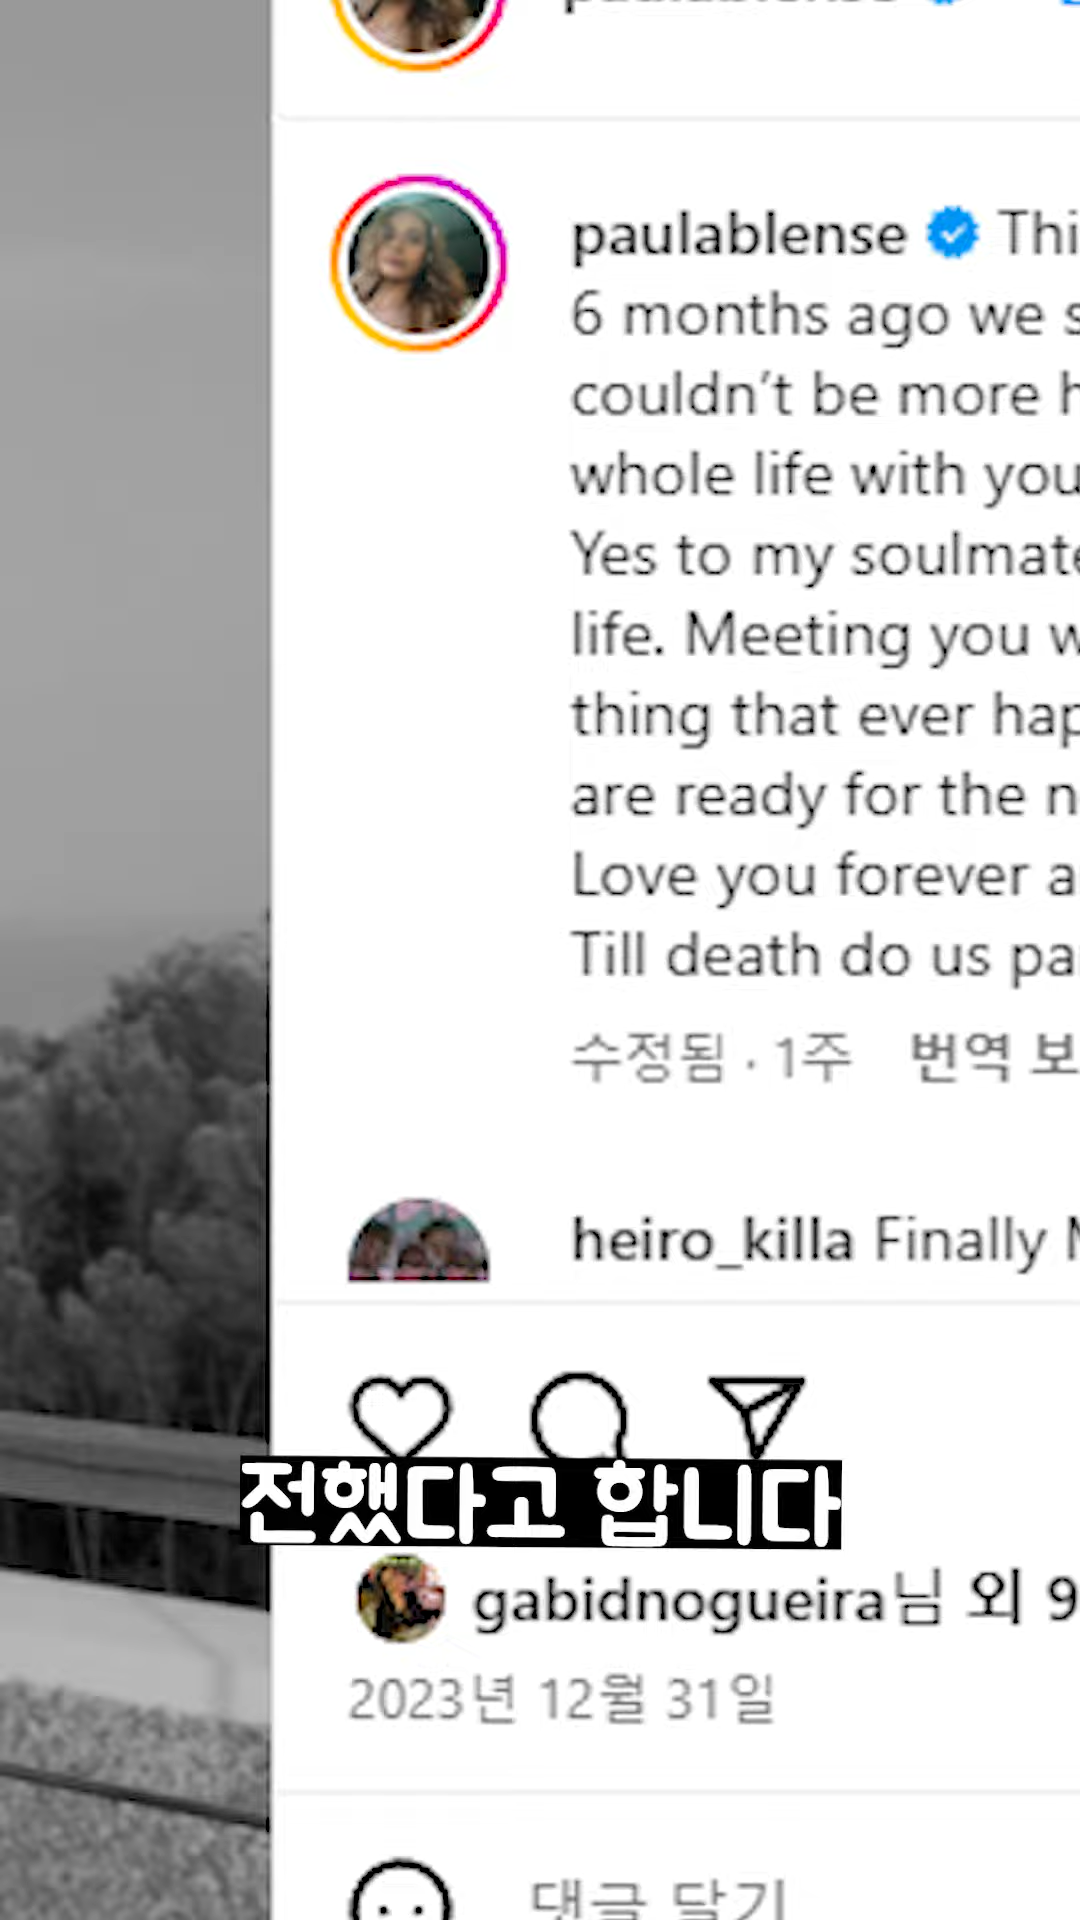 paulablense Thi
6 months ago we s
couldn’t be more h
whole life with you
Yes to my soulmate
life. Meeting you w
thing that ever hap
are ready for the n
Love you forever a
Till death do us pa
수정됨 · 1주 번역 보
heiro_killa Finally
전했다고 합니다
gabidnogueira님 외 9
2023년 12월 31일
댓글 달기